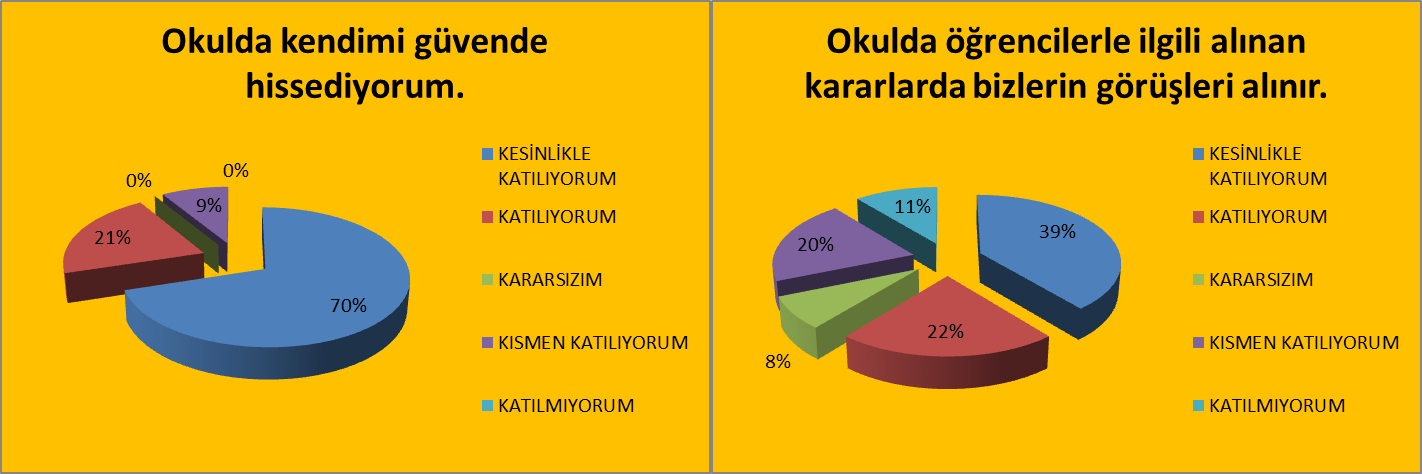 Okulda kendimi güvende
hissediyorum.
0%
0%
9%
21%
70%
KESİNLİKLE
KATILIYORUM
KATILIYORUM
KARARSIZIM
KISMEN KATILIYORUM
KATILMIYORUM
Okulda öğrencilerle ilgili alınan
kararlarda bizlerin görüşleri alınır.
11%
39%
20%
22%
8%
KESİNLİKLE
KATILIYORUM
KATILIYORUM
KARARSIZIM
KISMEN KATILIYORUM
KATILMIYORUM